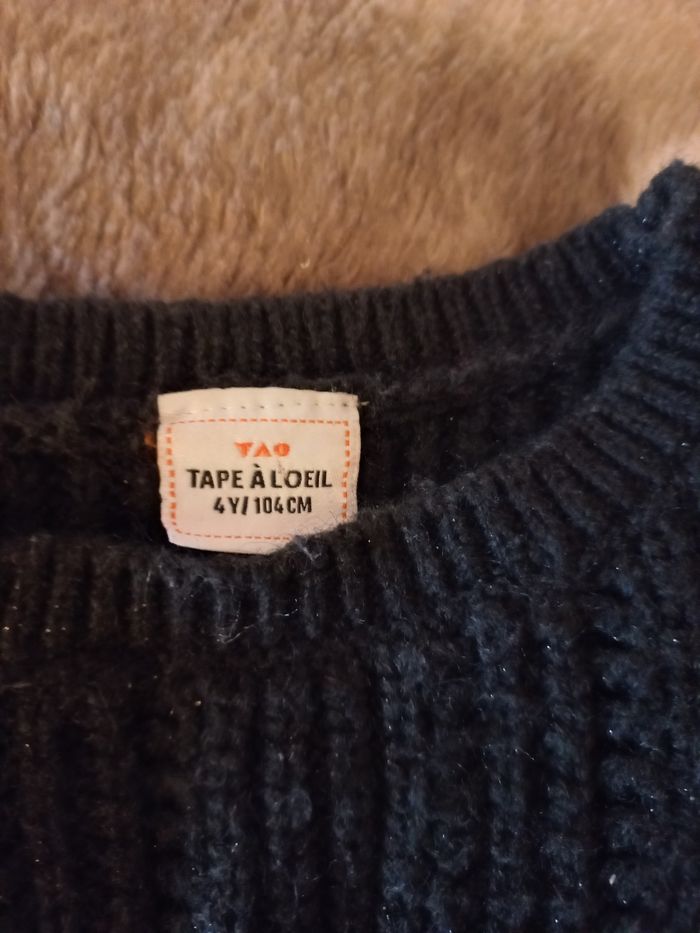 TAO
TAPE À L'OEIL
4Y/104CM